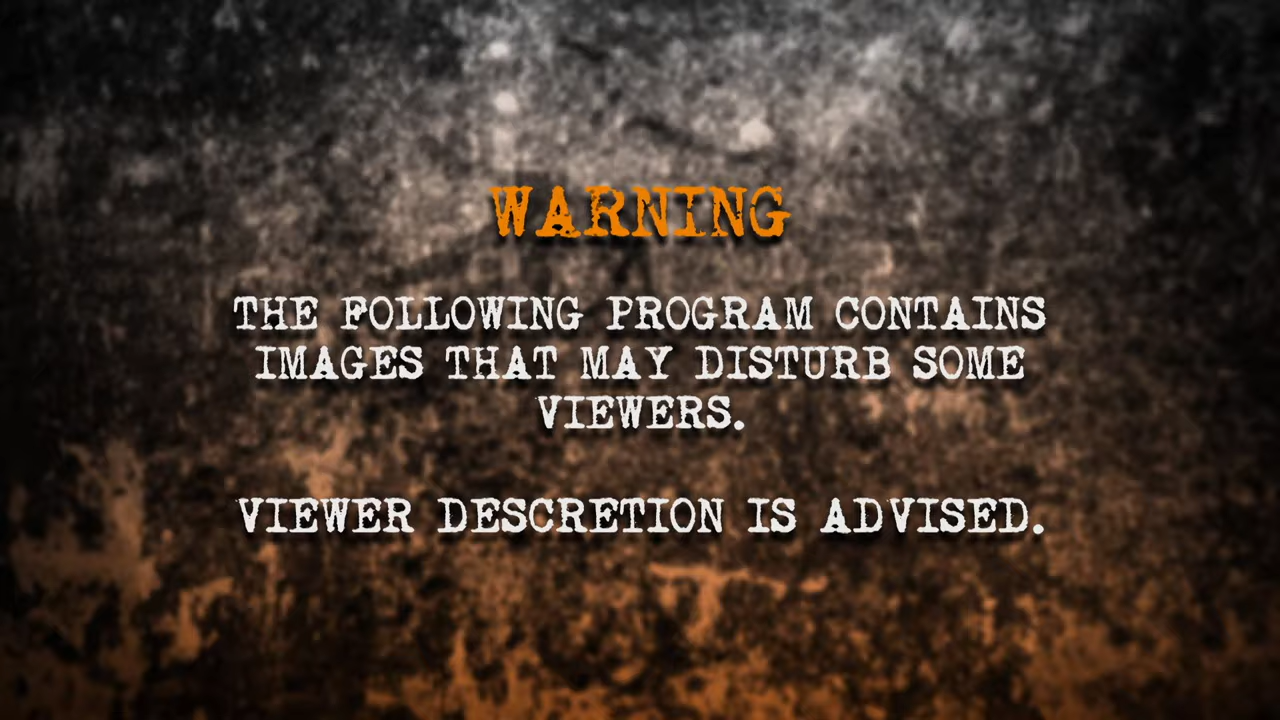 WARNING
THE FOLLOWING PROGRAM CONTAINS
IMAGES THAT MAY DISTURB SOME
VIEWERS.
VIEWER DESCRETION IS ADVISED.